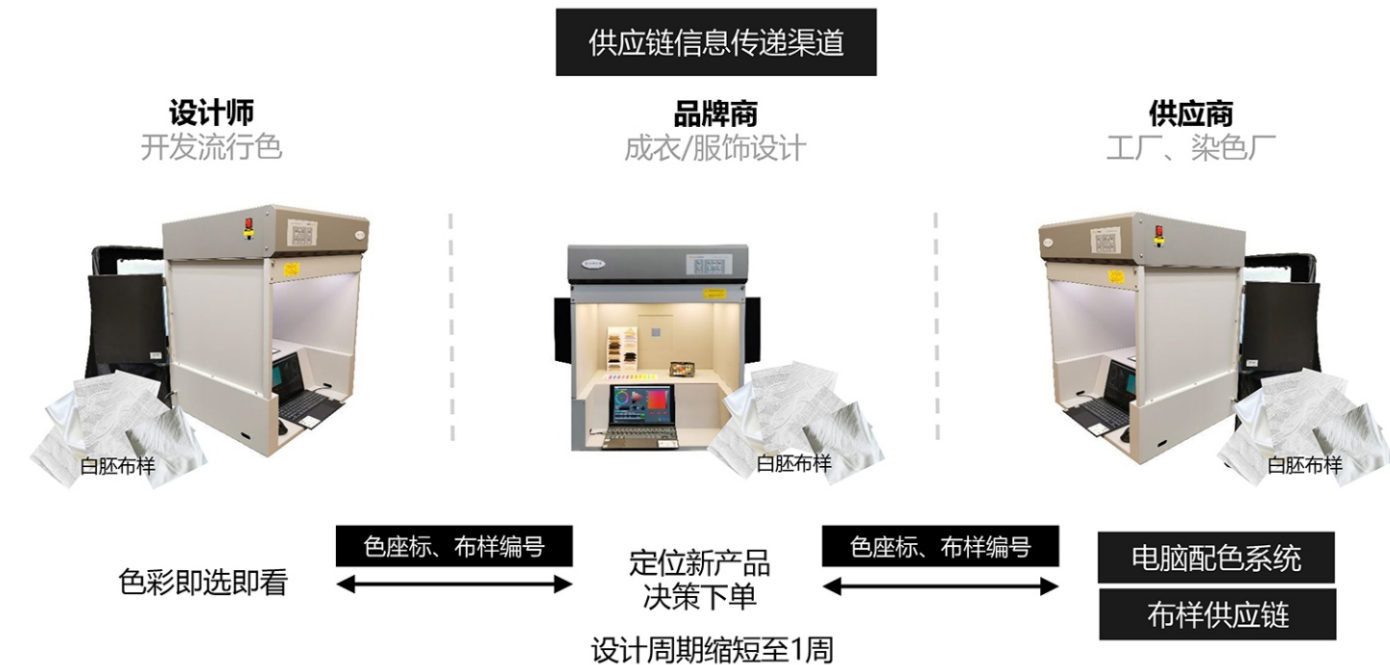 供应链信息传递渠道
设计师
开发流行色
品牌商
成衣/服饰设计
供应商
工厂、染色厂
白胚布样
白胚布样
白胚布样
色彩即选即看
色座标、布样编号
定位新产品
决策下单
设计周期缩短至1周
色座标、布样编号
电脑配色系统
布样供应链